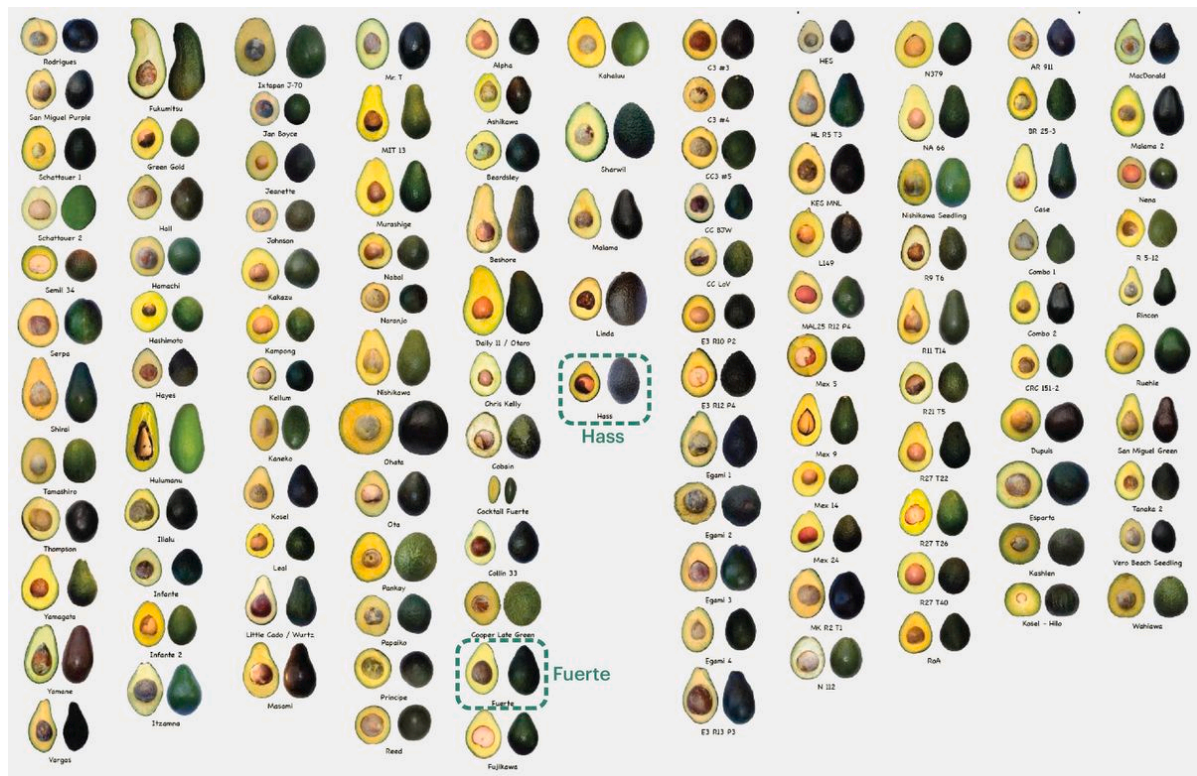 Rodrigues
San Miguel Purple
Schattauer 1
Schattauer 2
Semil 34
Serpa
Shirai
Tamashiro
Thompson
Yamagata
Yamane
Vargas
Fukumitsu
Green Gold
Hall
Hamachi
Hashimoto
Hayes
Hulumanu
Illalu
Infante
Infante 2
Itzamna
Ixtapan J-70
Jan Boyce
Jeanette
Johnson
Kakazu
Kampong
Kellum
Kaneko
Kosel
Leal
Little Cado / Wurtz
Masami
Mr. T
MIT 13
Murashige
Nabal
Naranjo
Nishikawa
Ohata
Ota
Pankay
Papaiko
Principe
Reed
Alpha
Ashikawa
Beardsley
Beshore
Daily 11 / Otero
Chris Kelly
Cobain
Cocktail Fuerte
Collin 33
Cooper Late Green
Fuerte
Fuerte
Fujikawa
Kahaluu
Sharwil
Malama
Linda
Hass
Hass
C3 #3
C3 #4
CC3 #5
CC BJW
CC LoV
E3 R10 P2
E3 R12 P4
Egami 1
Egami 2
Egami 3
Egami 4
E3 R13 P3
HES
HL R5 T3
KES MNL
L149
MAL25 R12 P4
Mex 5
Mex 9
Mex 14
Mex 24
MK R2 T1
N 112
N379
NA 66
Nishikawa Seedling
R9 T6
R11 T14
R21 T5
R27 T22
R27 T26
R27 T40
RoA
AR 911
BR 25-3
Case
Combo 1
Combo 2
CRC 151-2
Dupuis
Esparta
Kashlan
Kosel - Hilo
MacDonald
Malama 2
Nena
R 5-12
Rincon
Ruehle
San Miguel Green
Tanaka 2
Vero Beach Seedling
Wahiawa